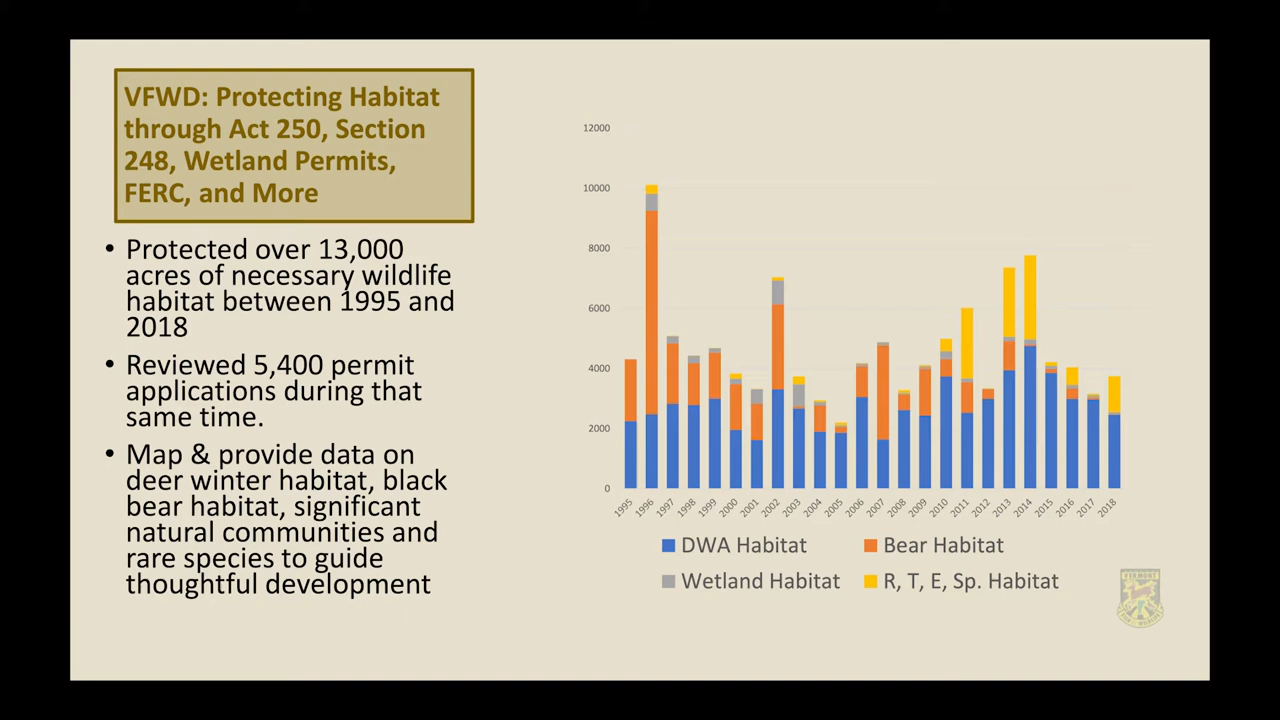 VFWD: Protecting Habitat
through Act 250, Section
248, Wetland Permits,
FERC, and More
• Protected over 13,000
acres of necessary wildlife
habitat between 1995 and
2018
• Reviewed 5,400 permit
applications during that
same time.
• Map & provide data on
deer winter habitat, black
bear habitat, significant
natural communities and
rare species to guide
thoughtful development
12000
10000
8000
6000
4000
2000
0
1995 1996 1997 1998 1999 2000 2001 2002 2003 2004 2005 2006 2007 2008 2009 2010 2011 2012 2013 2014 2015 2016 2017 2018
DWA Habitat Bear Habitat
Wetland Habitat R, T, E, Sp. Habitat
VERMONT